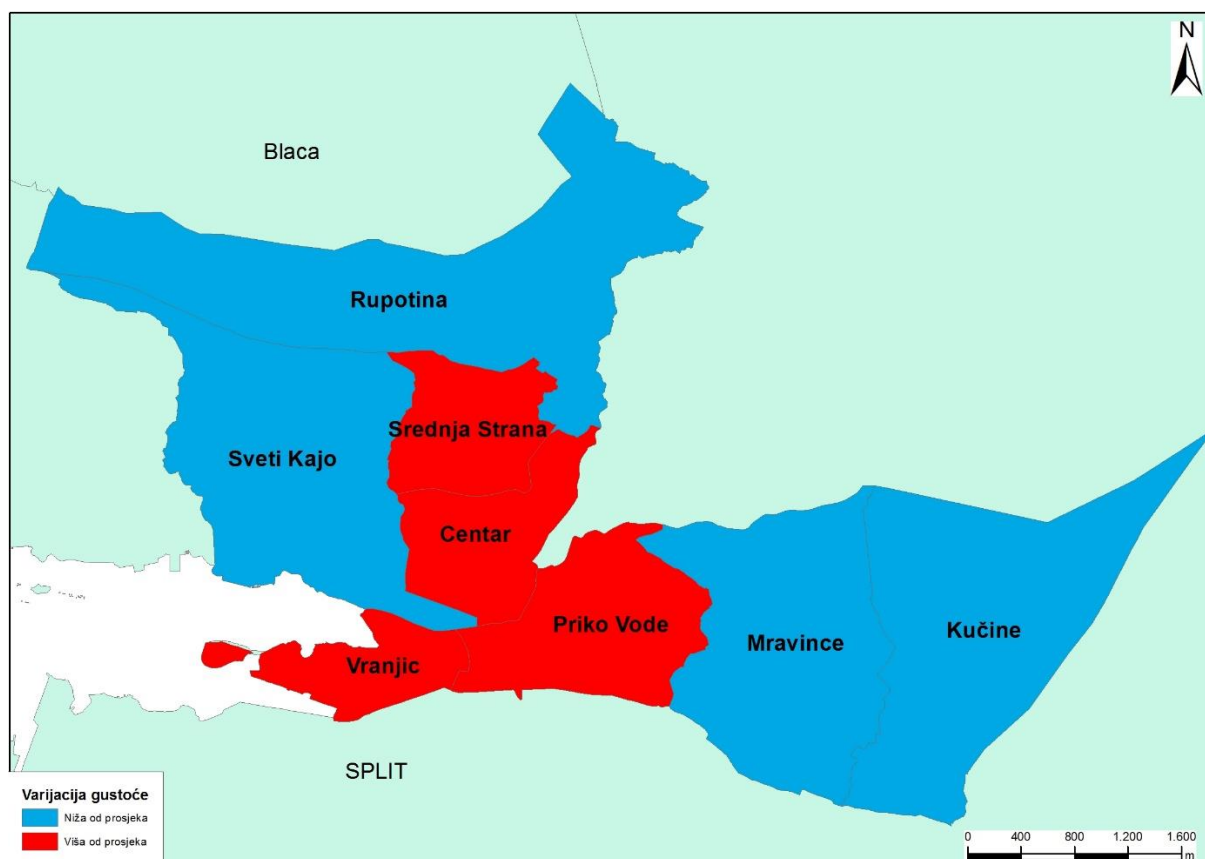 N
Blaca
Rupotina
Srednja Strana
Sveti Kajo
Centar
Priko Vode
Kučine
Mravince
Vranjic
SPLIT
Varijacija gustoće
Niža od prosjeka
Viša od prosjeka
0 400 800 1.200 1.600
m